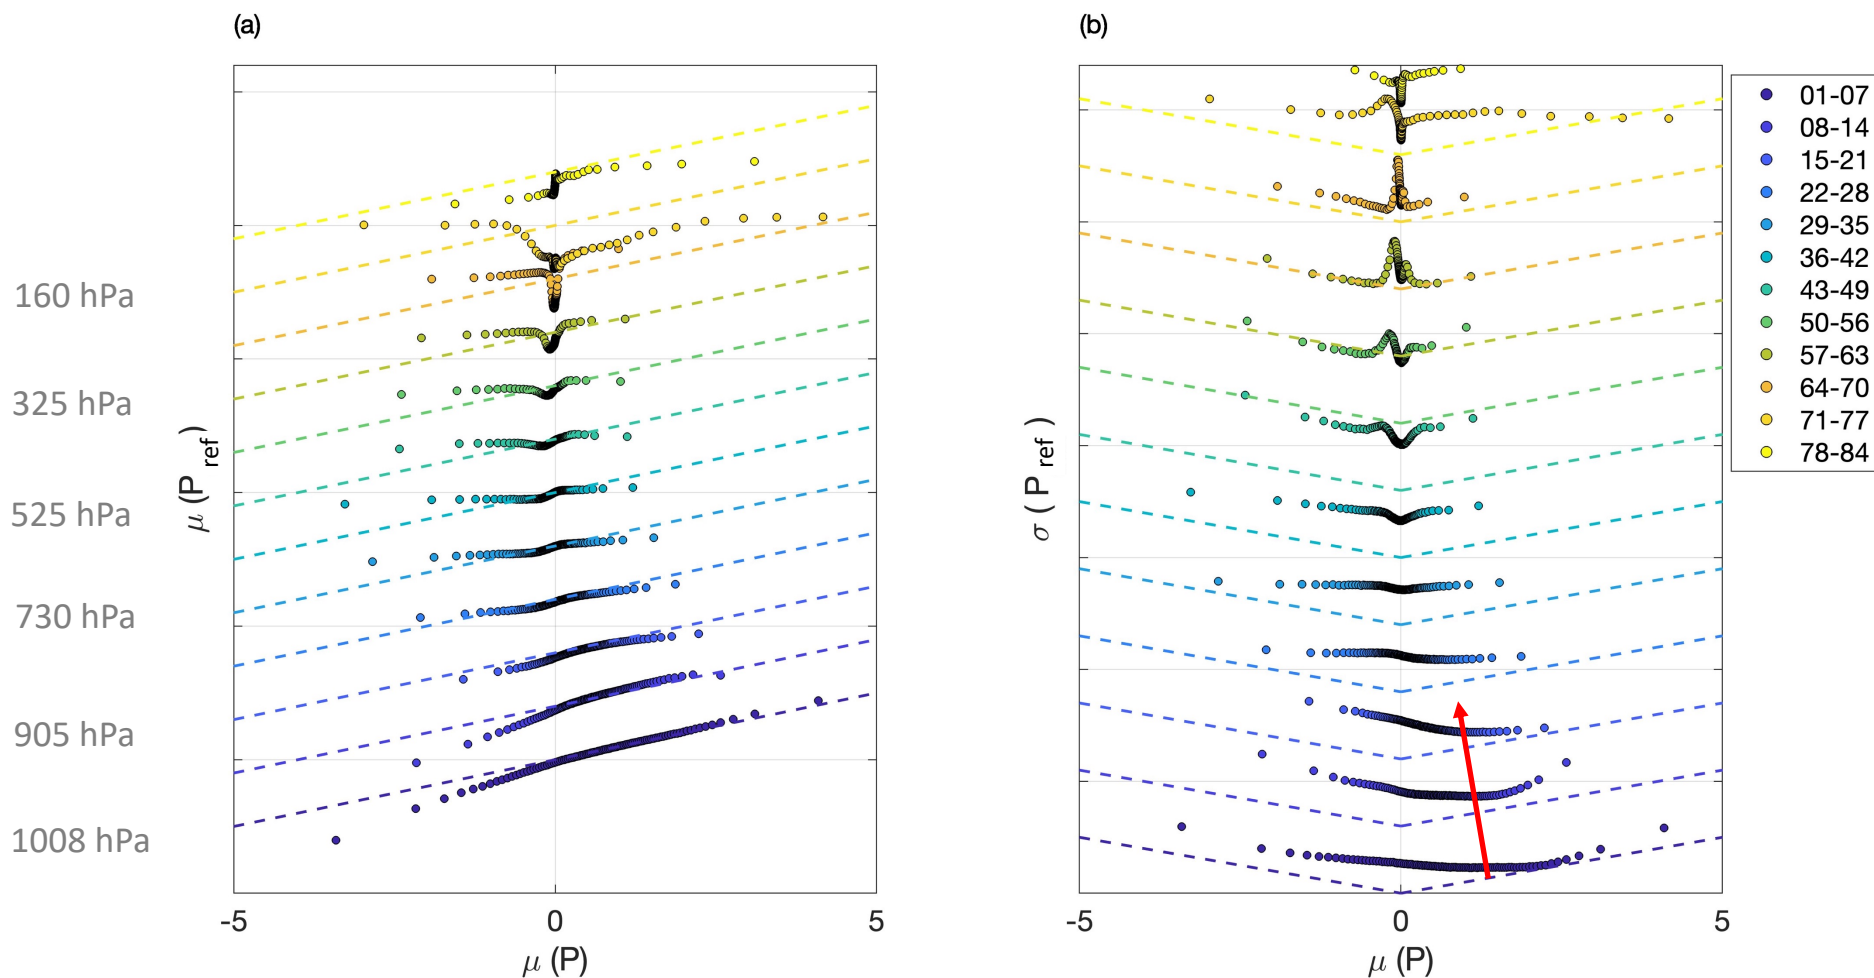 (a)
(b)
160 hPa
325 hPa
525 hPa
730 hPa
905 hPa
1008 hPa
μ (P ref)
-5
0
5
μ (P)
σ ( P ref )
-5
0
5
μ (P)
01-07
08-14
15-21
22-28
29-35
36-42
43-49
50-56
57-63
64-70
71-77
78-84